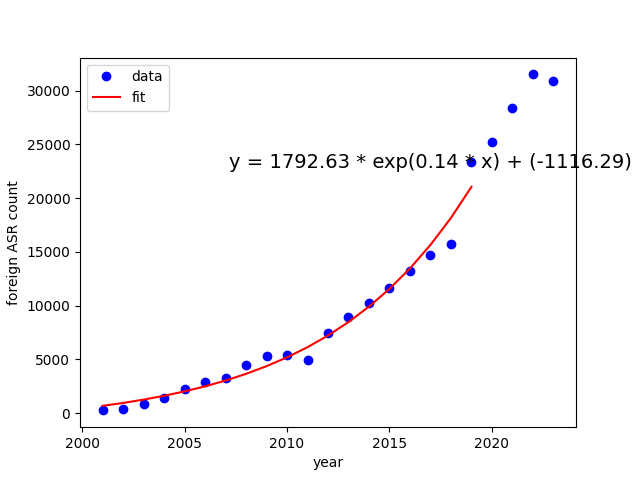 data
fit
y = 1792.63 * exp(0.14 * x) + (-1116.29)
foreign ASR count
30000
25000
20000
15000
10000
5000
0
2000 2005 2010 2015 2020
year